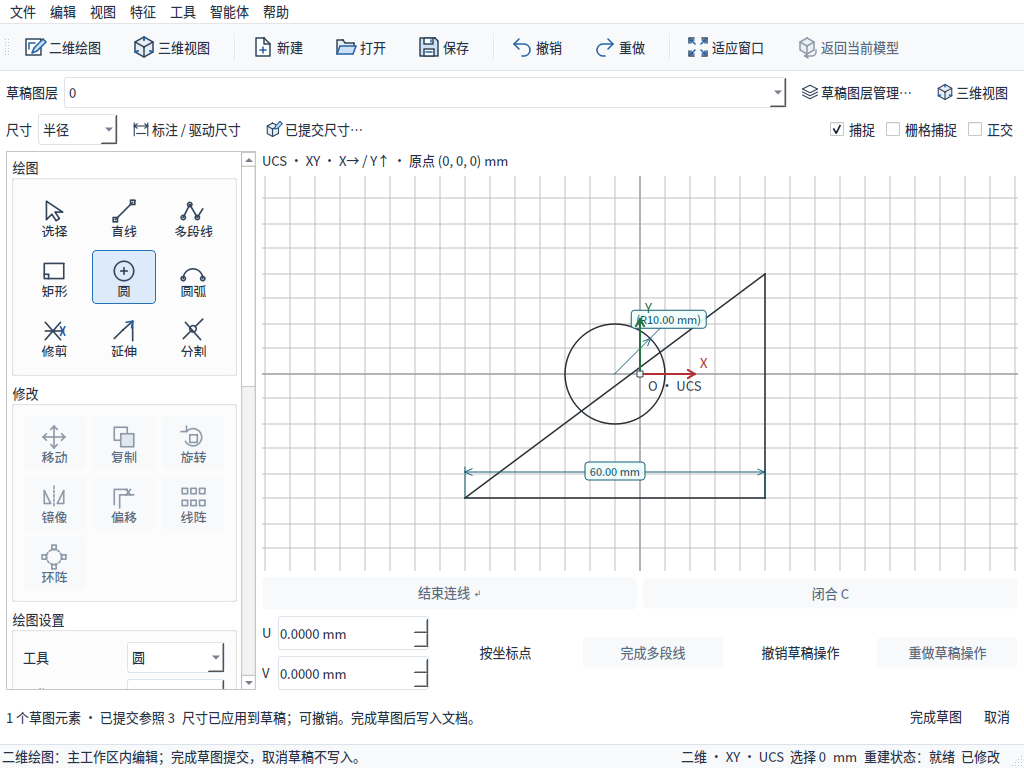 文件 编辑 视图 特征 工具 智能体 帮助
二维绘图 三维视图 新建 打开 保存 撤销 重做 适应窗口 返回当前模型
草稿图层 0 草稿图层管理… 三维视图
尺寸 半径 标注 / 驱动尺寸 已提交尺寸… 捕捉 栅格捕捉 正交
UCS · XY · X→ / Y↑ · 原点 (0, 0, 0) mm
绘图
选择 直线 多段线
矩形 圆 圆弧
修剪 延伸 分割
修改
移动 复制 旋转
镜像 偏移 线阵
环阵
绘图设置
工具 圆
Y
(R10.00 mm)
X
O · UCS
60.00 mm
结束连线 ↲ 闭合 C
U 0.0000 mm
V 0.0000 mm
按坐标点 完成多段线 撤销草稿操作 重做草稿操作
1 个草图元素 · 已提交参照 3 尺寸已应用到草稿；可撤销。完成草图后写入文档。
完成草图 取消
二维绘图：主工作区内编辑；完成草图提交，取消草稿不写入。
二维 · XY · UCS 选择 0 mm 重建状态：就绪 已修改